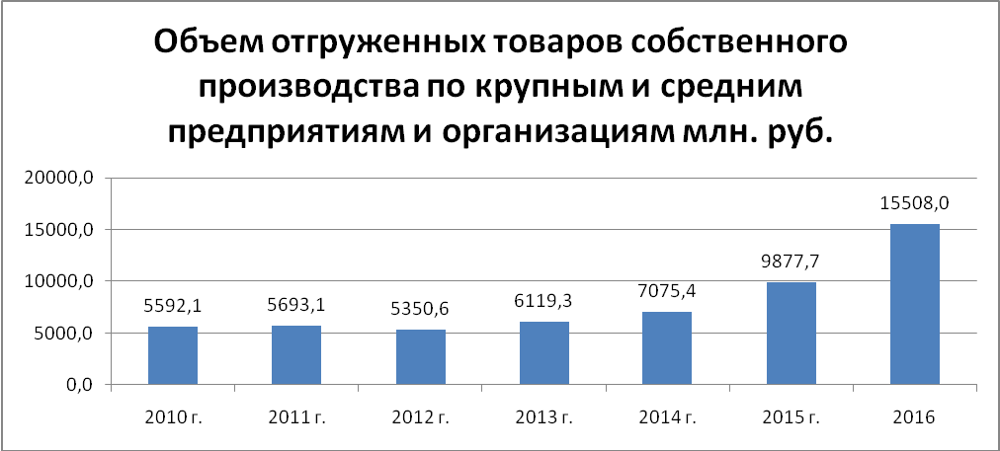 Объем отгруженных товаров собственного
производства по крупным и средним
предприятиям и организациям млн. руб.
20000,0
15000,0
10000,0
5000,0
0,0
5592,1
5693,1
5350,6
6119,3
7075,4
9877,7
15508,0
2010 г.
2011 г.
2012 г.
2013 г.
2014 г.
2015 г.
2016